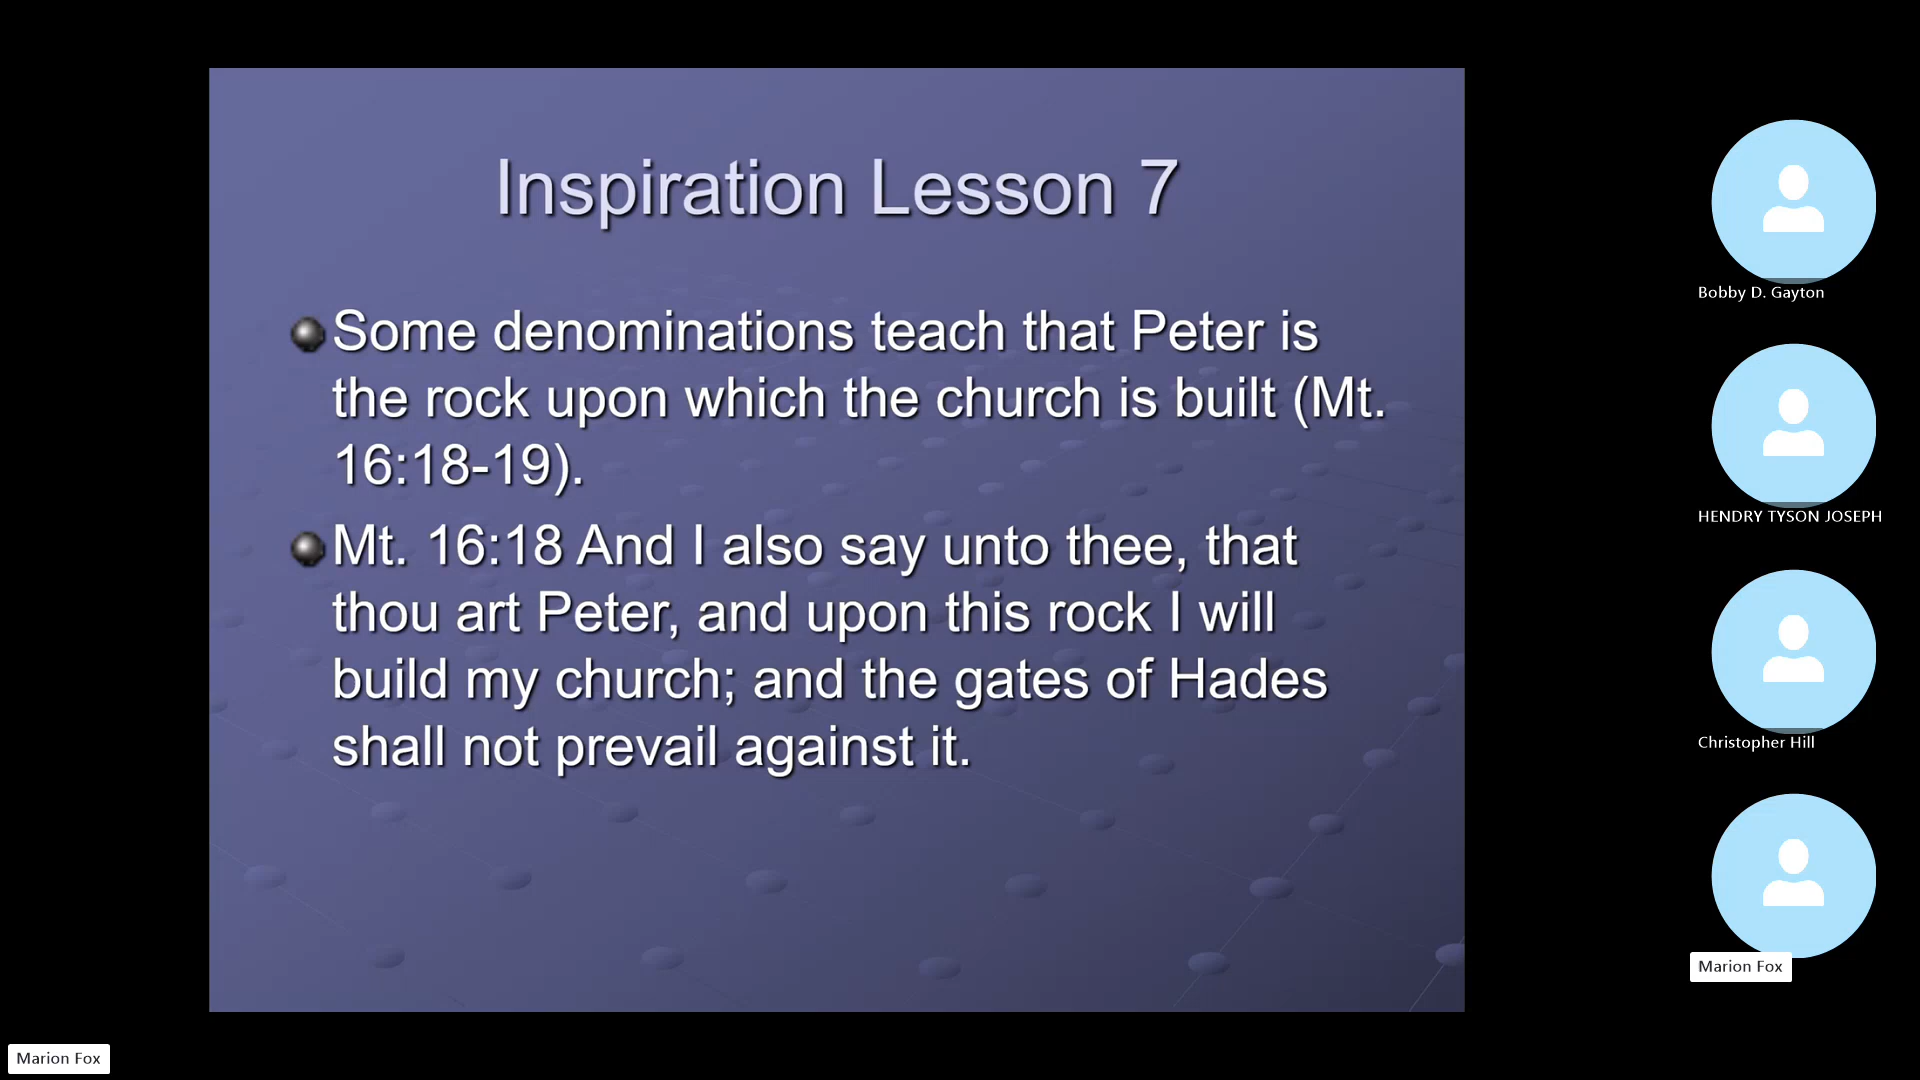 Inspiration Lesson 7
Some denominations teach that Peter is
the rock upon which the church is built (Mt.
16:18-19).
Mt. 16:18 And I also say unto thee, that
thou art Peter, and upon this rock I will
build my church; and the gates of Hades
shall not prevail against it.
Bobby D. Gayton
HENDRY TYSON JOSEPH
Christopher Hill
Marion Fox
Marion Fox